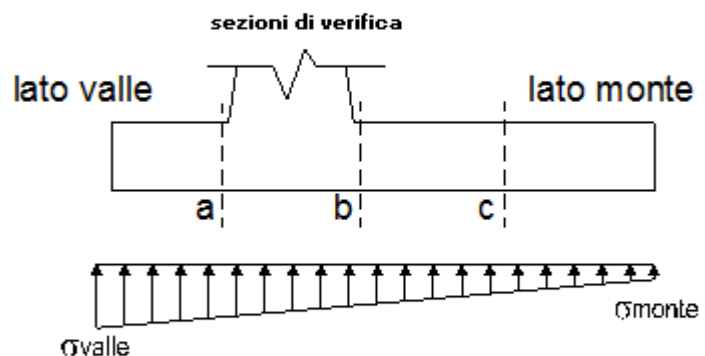 sezioni di verifica
lato valle
lato monte
a
b
c
σmonte
σvalle